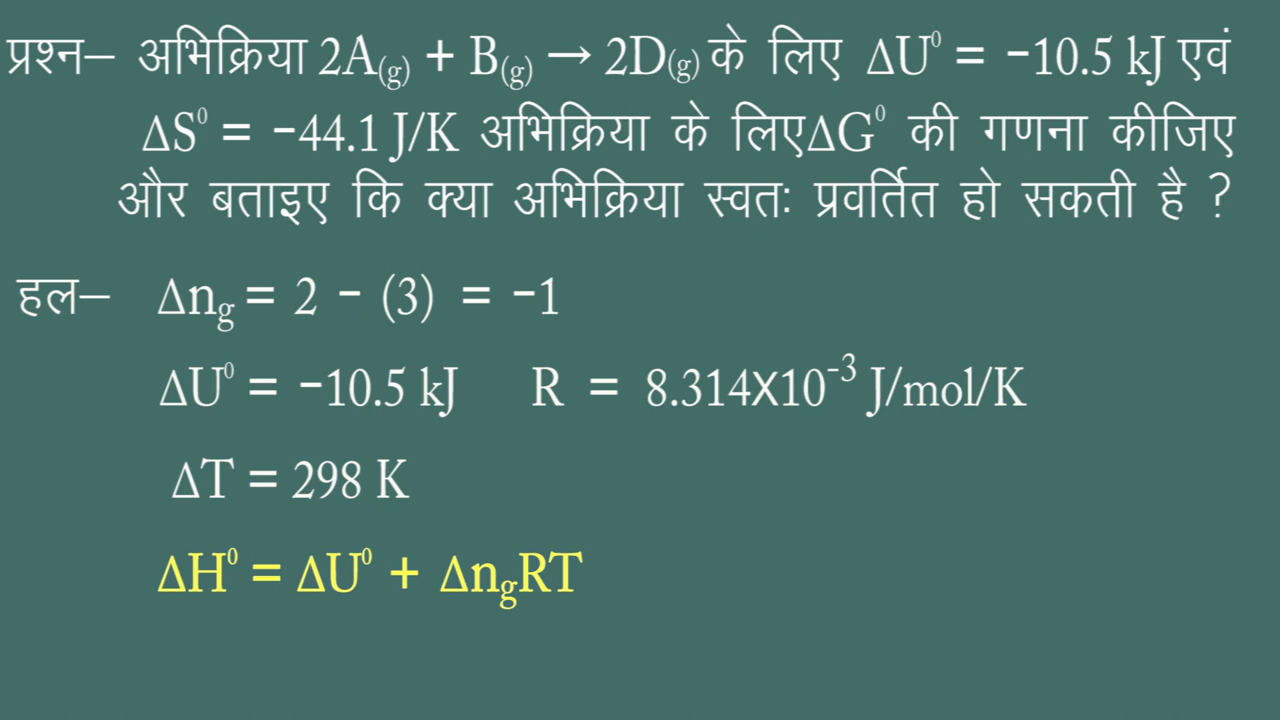 प्रश्न– अभिक्रिया 2A(g) + B(g) → 2D(g) के लिए ΔU⁰ = −10.5 kJ एवं
ΔS⁰ = −44.1 J/K अभिक्रिया के लिएΔG⁰ की गणना कीजिए
और बताइए कि क्या अभिक्रिया स्वतः प्रवर्तित हो सकती है ?
हल– Δng = 2 − (3) = −1
ΔU⁰ = −10.5 kJ R = 8.314X10⁻³ J/mol/K
ΔT = 298 K
ΔH⁰ = ΔU⁰ + ΔngRT